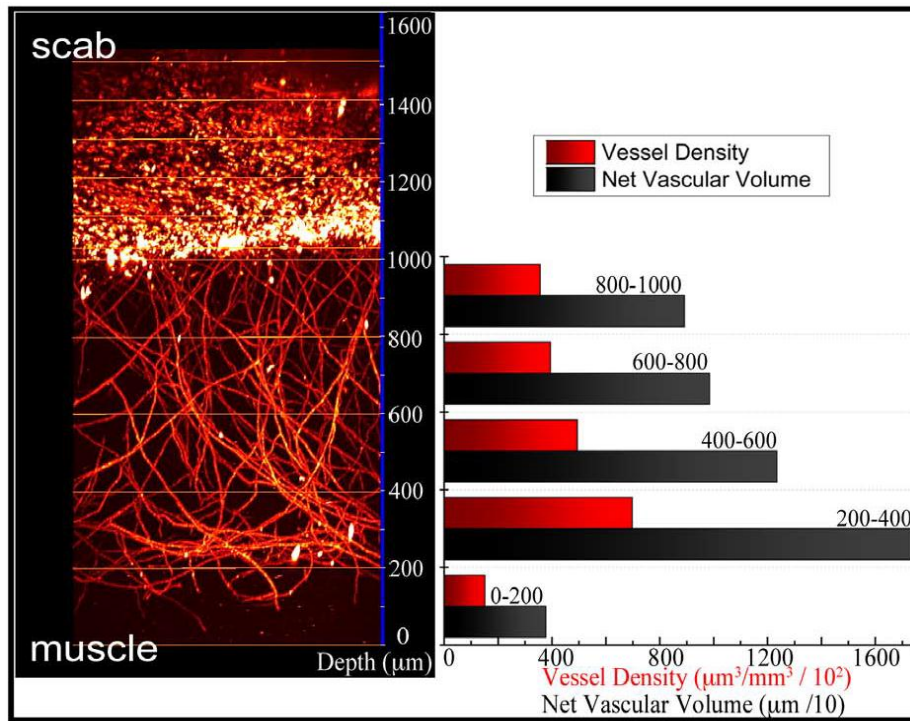 scab
1600
1400
1200
1000
800
600
400
200
0
muscle
Depth (μm)
Vessel Density
Net Vascular Volume
800-1000
600-800
400-600
200-400
0-200
0 400 800 1200 1600
Vessel Density (μm³/mm³ / 10²)
Net Vascular Volume (μm /10)